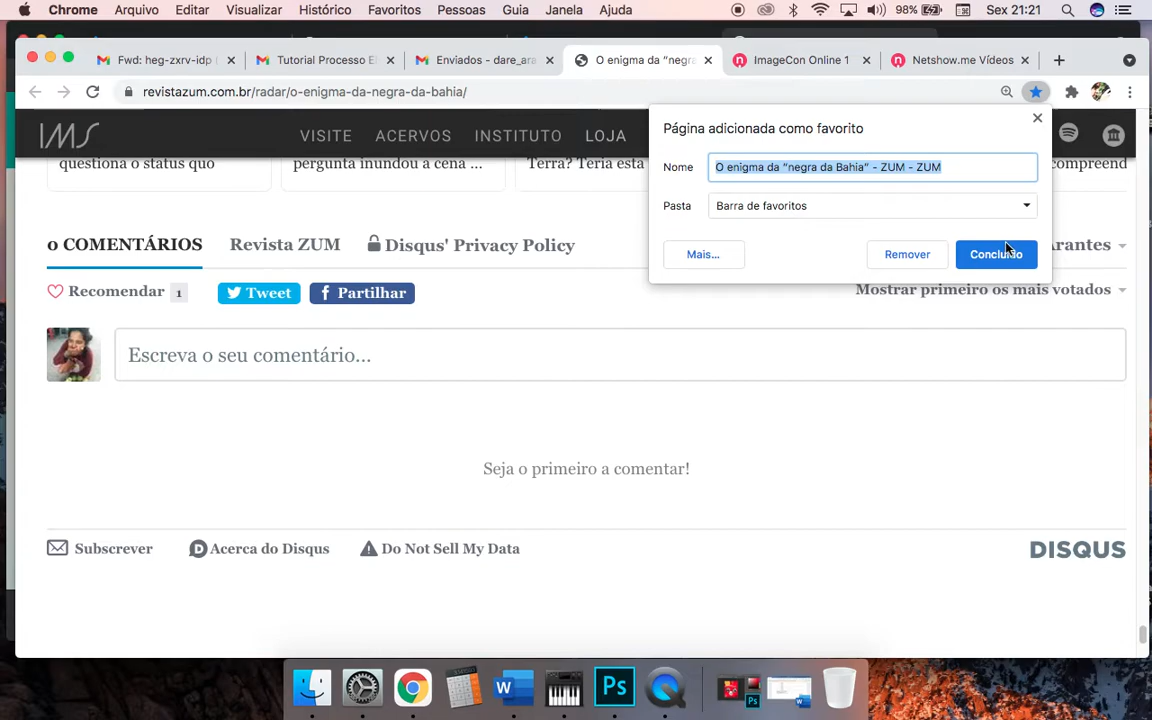 Chrome Arquivo Editar Visualizar Histórico Favoritos Pessoas Guia Janela Ajuda 98% Sex 21:21
Fwd: heg-zxrv-idp Tutorial Processo El Enviados - dare_ara O enigma da “negra ImageCon Online 1 Netshow.me Vídeos
revistazum.com.br/radar/o-enigma-da-negra-da-bahia/
Página adicionada como favorito
IMS VISITE ACERVOS INSTITUTO LOJA
questiona o status quo pergunta inundou a cena ... Terra? Teria esta
Nome O enigma da “negra da Bahia” - ZUM - ZUM
Pasta Barra de favoritos
0 COMENTÁRIOS Revista ZUM Disqus' Privacy Policy
Mais... Remover Concluído
Recomendar 1 Tweet f Partilhar Mostrar primeiro os mais votados
Escreva o seu comentário...
Seja o primeiro a comentar!
Subscrever Acerca do Disqus Do Not Sell My Data DISQUS
W Ps